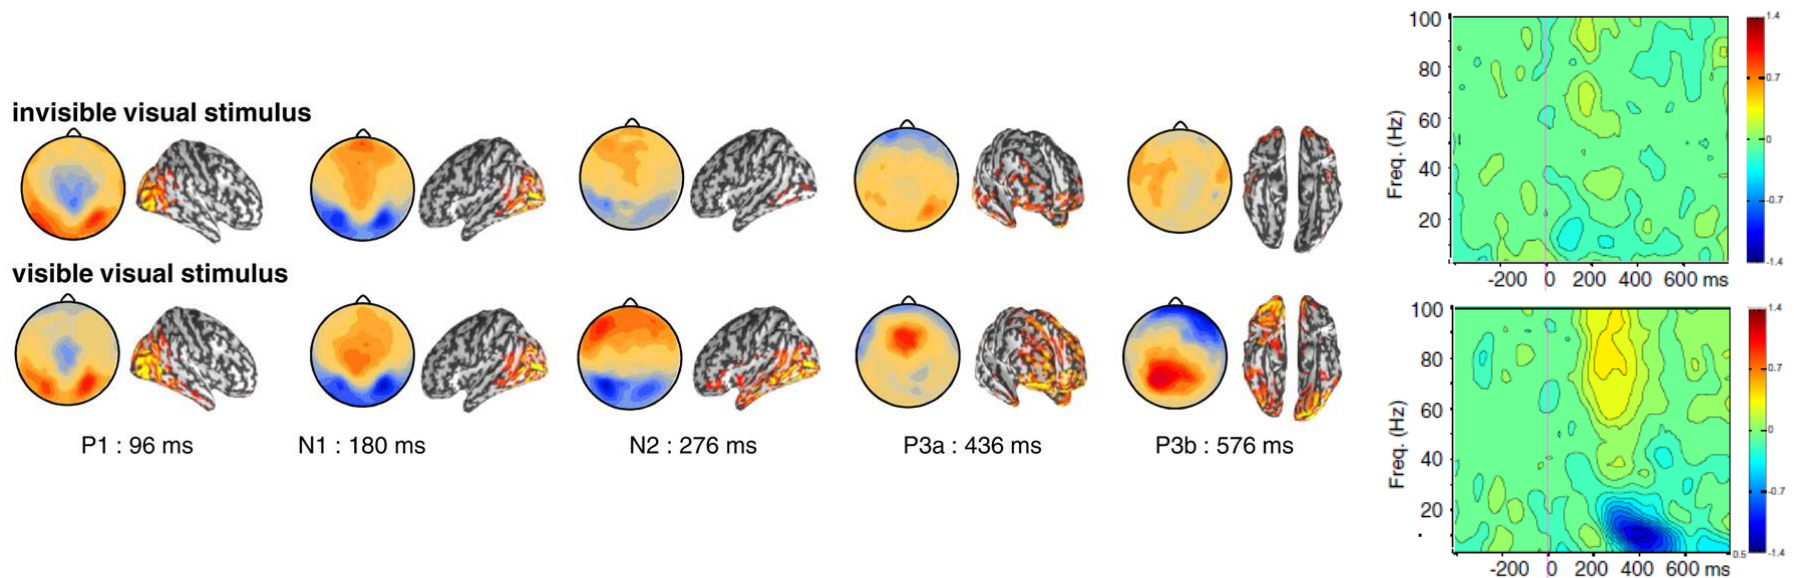 invisible visual stimulus
visible visual stimulus
P1 : 96 ms
N1 : 180 ms
N2 : 276 ms
P3a : 436 ms
P3b : 576 ms
Freq. (Hz)
100
80
60
40
20
-200
0
200
400
600 ms
1.4
0.7
0
-0.7
-1.4
Freq. (Hz)
100
80
60
40
20
-200
0
200
400
600 ms
1.4
0.7
0
-0.7
-1.4
0.5